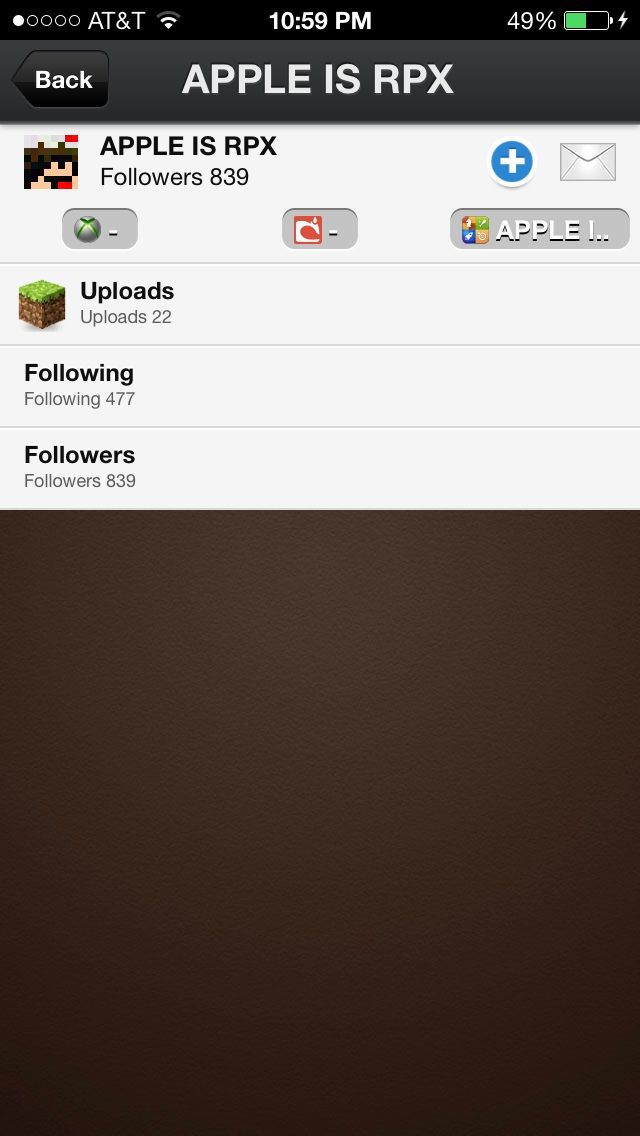 AT&T 10:59 PM 49%
Back APPLE IS RPX
APPLE IS RPX
Followers 839
- - APPLE I..
Uploads
Uploads 22
Following
Following 477
Followers
Followers 839